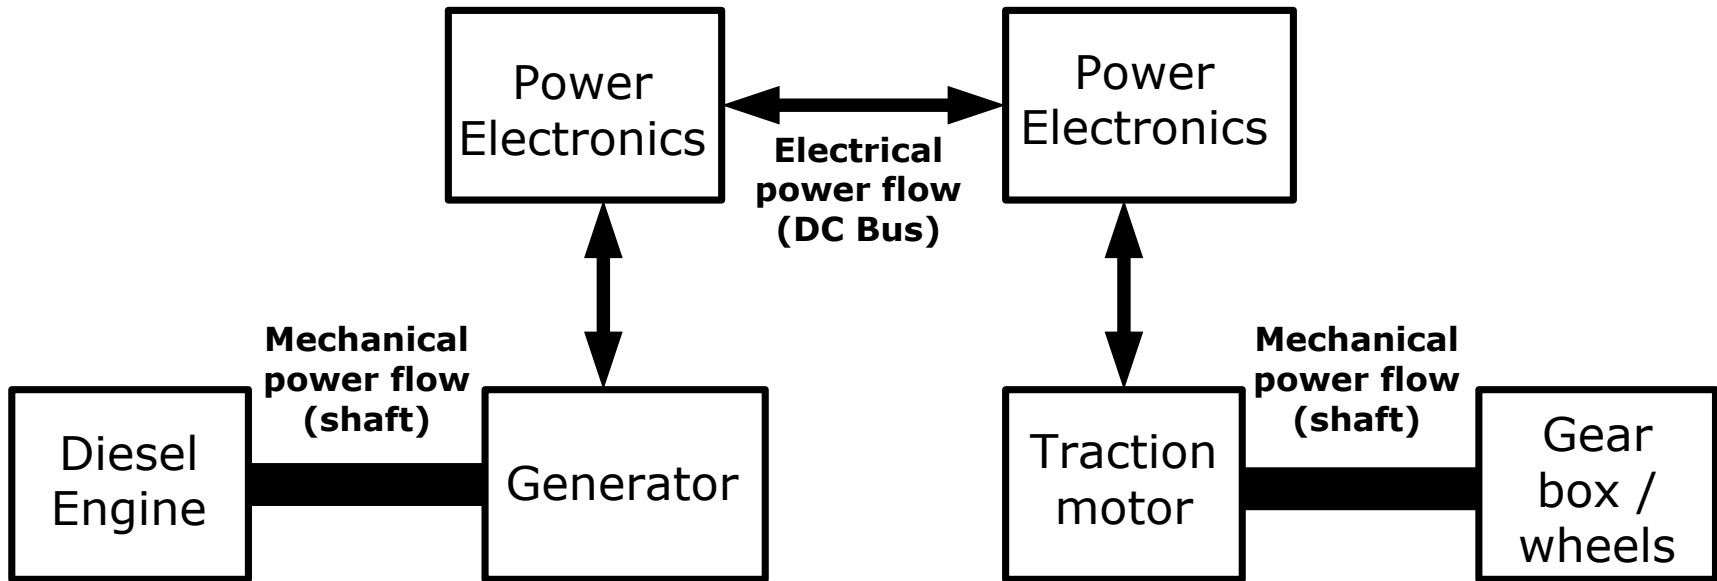 Power
Electronics
Power
Electronics
Electrical
power flow
(DC Bus)
Mechanical
power flow
(shaft)
Mechanical
power flow
(shaft)
Diesel
Engine
Generator
Traction
motor
Gear
box /
wheels